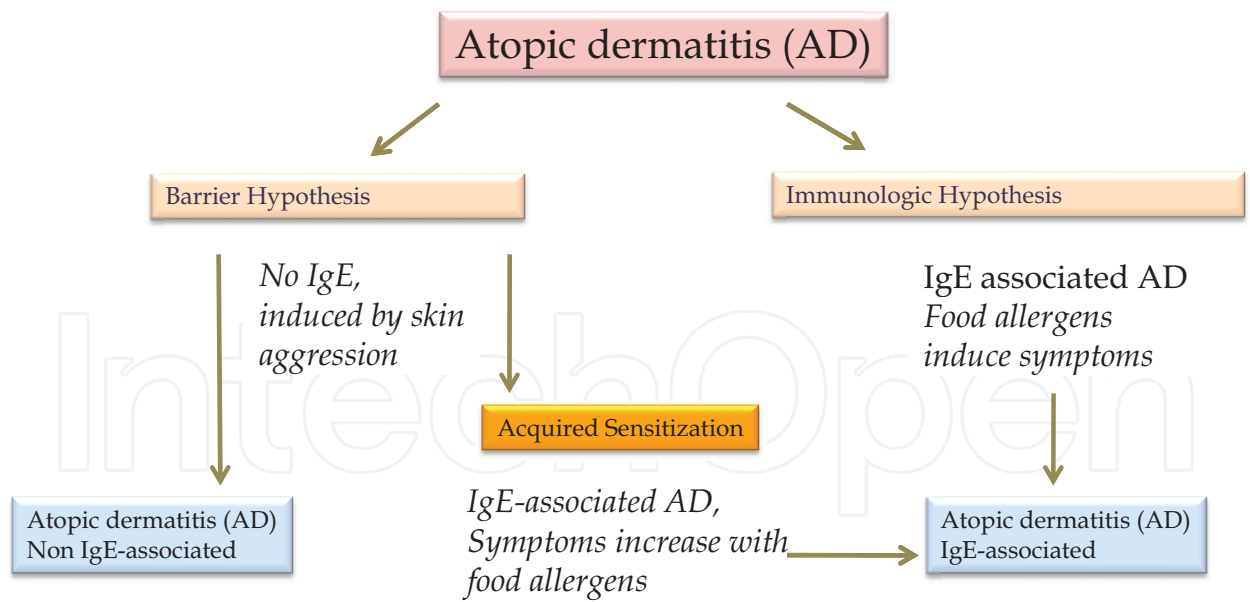 Atopic dermatitis (AD)
Barrier Hypothesis
Immunologic Hypothesis
No IgE,
induced by skin
aggression
IgE associated AD
Food allergens
induce symptoms
Acquired Sensitization
IntechOpen
Atopic dermatitis (AD)
Non IgE-associated
IgE-associated AD,
Symptoms increase with
food allergens
Atopic dermatitis (AD)
IgE-associated